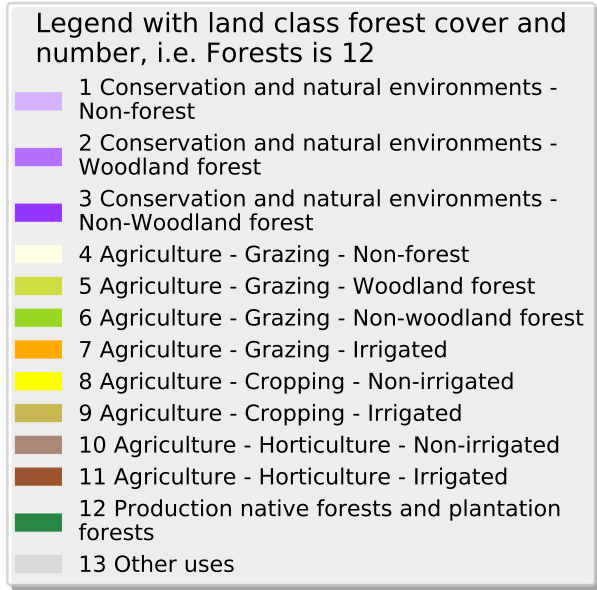 Legend with land class forest cover and
number, i.e. Forests is 12
1 Conservation and natural environments -
Non-forest
2 Conservation and natural environments -
Woodland forest
3 Conservation and natural environments -
Non-Woodland forest
4 Agriculture - Grazing - Non-forest
5 Agriculture - Grazing - Woodland forest
6 Agriculture - Grazing - Non-woodland forest
7 Agriculture - Grazing - Irrigated
8 Agriculture - Cropping - Non-irrigated
9 Agriculture - Cropping - Irrigated
10 Agriculture - Horticulture - Non-irrigated
11 Agriculture - Horticulture - Irrigated
12 Production native forests and plantation
forests
13 Other uses